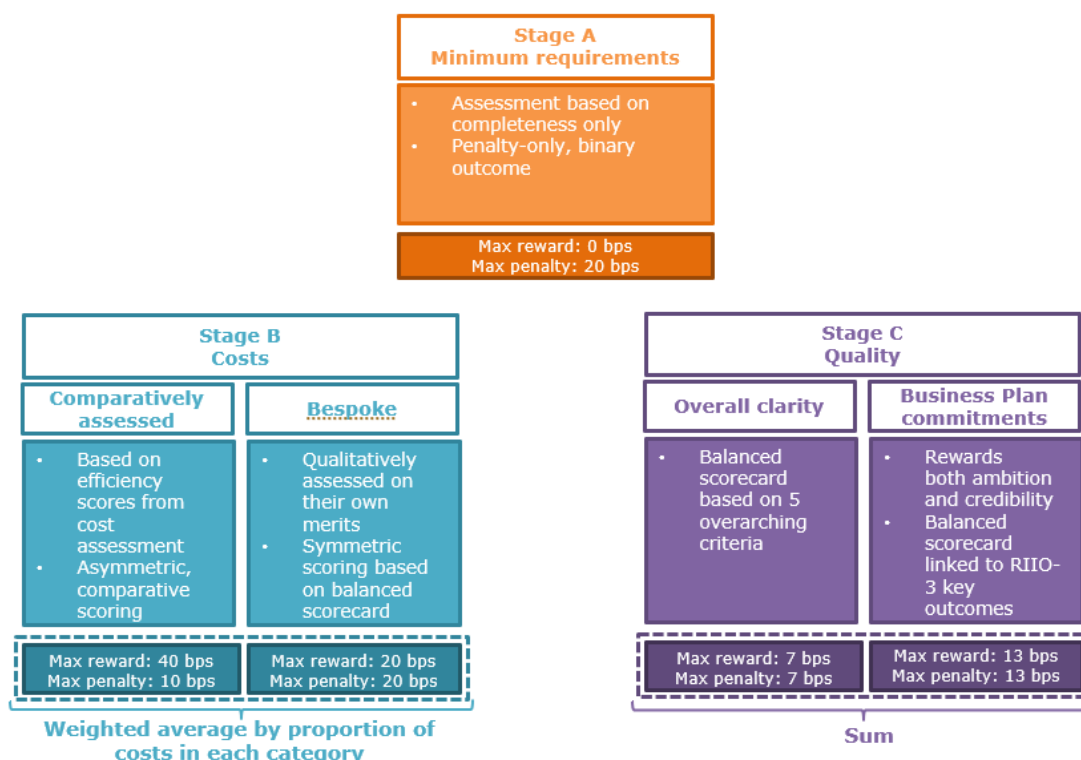 Stage A
Minimum requirements
• Assessment based on
completeness only
• Penalty-only, binary
outcome
Max reward: 0 bps
Max penalty: 20 bps
Stage B
Costs
Comparatively
assessed
• Based on
efficiency
scores from
cost
assessment
• Asymmetric,
comparative
scoring
Max reward: 40 bps
Max penalty: 10 bps
Bespoke
• Qualitatively
assessed on
their own
merits
• Symmetric
scoring based
on balanced
scorecard
Max reward: 20 bps
Max penalty: 20 bps
Weighted average by proportion of
costs in each category
Stage C
Quality
Overall clarity
• Balanced
scorecard
based on 5
overarching
criteria
Max reward: 7 bps
Max penalty: 7 bps
Business Plan
commitments
• Rewards
both ambition
and credibility
• Balanced
scorecard
linked to RIIO-
3 key
outcomes
Max reward: 13 bps
Max penalty: 13 bps
Sum